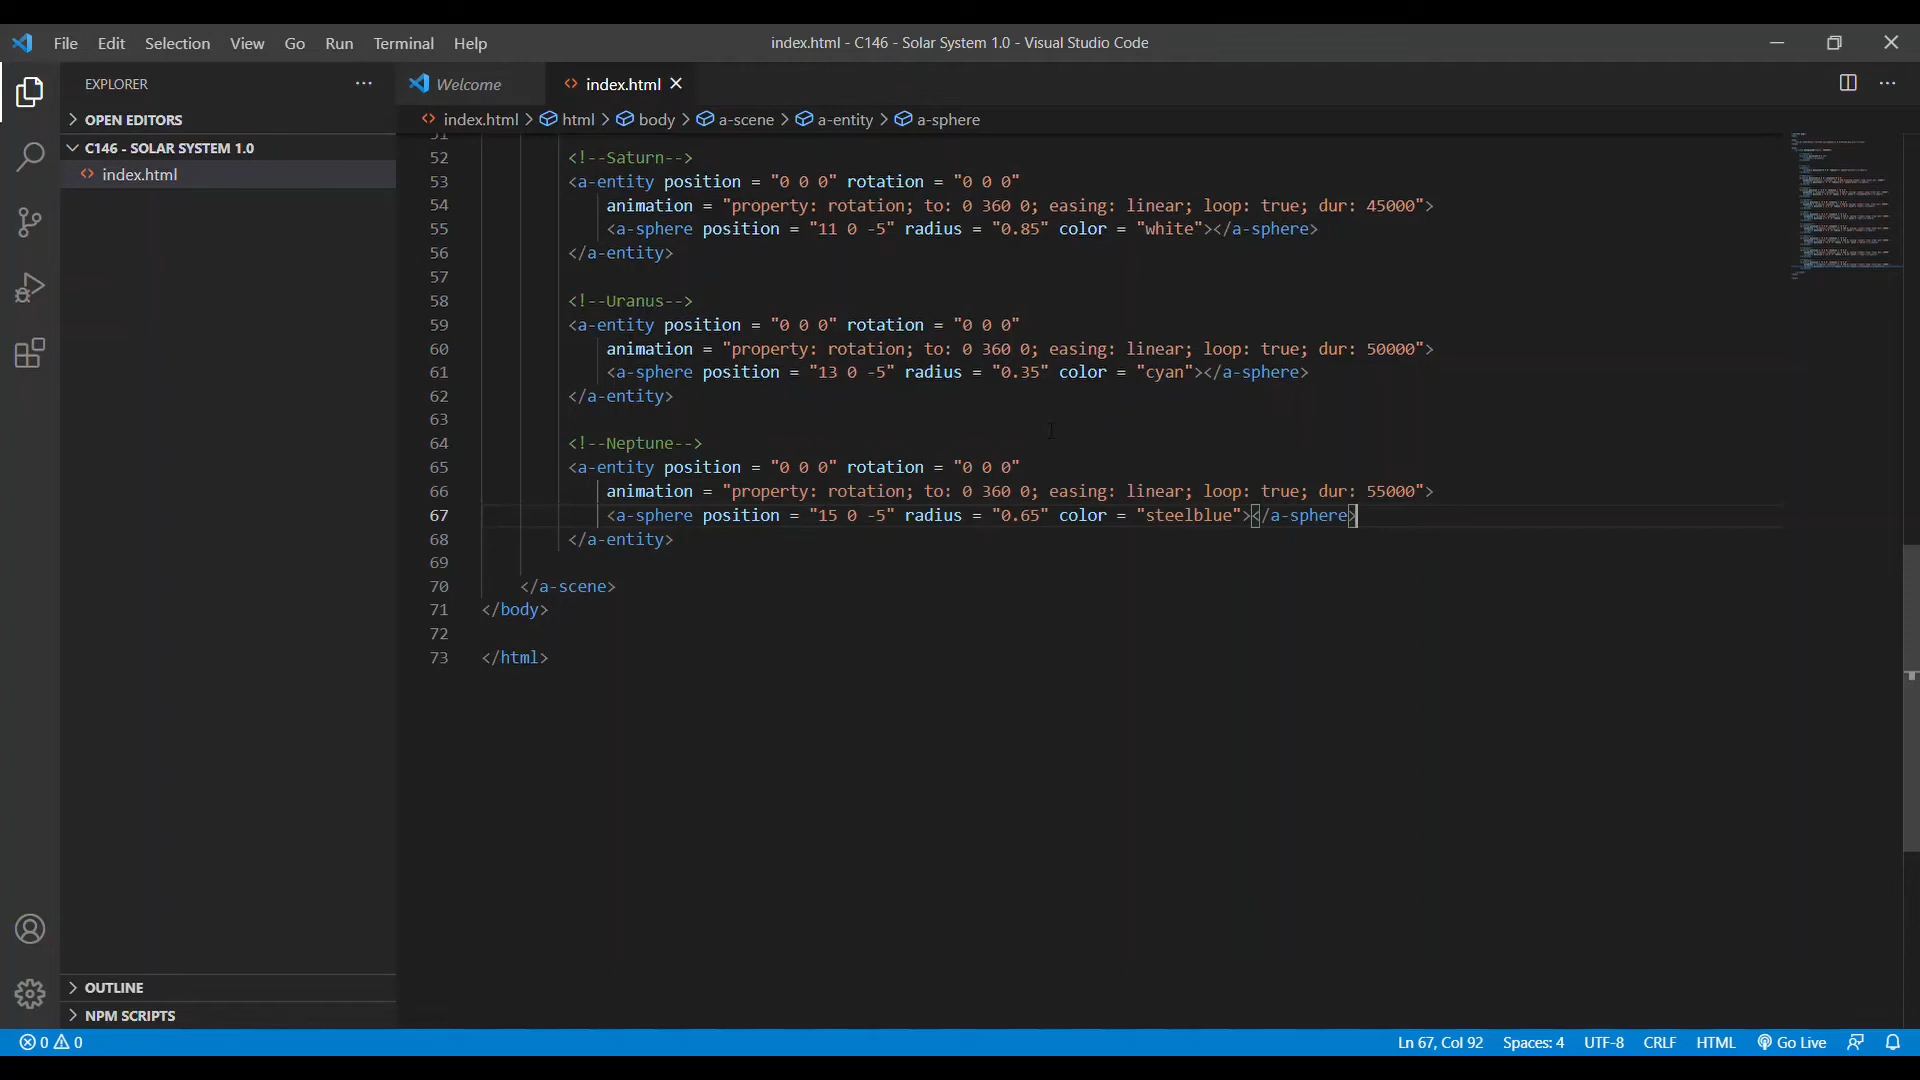 File Edit Selection View Go Run Terminal Help
index.html - C146 - Solar System 1.0 - Visual Studio Code
EXPLORER
Welcome
index.html
OPEN EDITORS
index.html > html > body > a-scene > a-entity > a-sphere
C146 - SOLAR SYSTEM 1.0
index.html
51
52 <!--Saturn-->
53 <a-entity position = "0 0 0" rotation = "0 0 0"
54 animation = "property: rotation; to: 0 360 0; easing: linear; loop: true; dur: 45000">
55 <a-sphere position = "11 0 -5" radius = "0.85" color = "white"></a-sphere>
56 </a-entity>
57
58 <!--Uranus-->
59 <a-entity position = "0 0 0" rotation = "0 0 0"
60 animation = "property: rotation; to: 0 360 0; easing: linear; loop: true; dur: 50000">
61 <a-sphere position = "13 0 -5" radius = "0.35" color = "cyan"></a-sphere>
62 </a-entity>
63
64 <!--Neptune-->
65 <a-entity position = "0 0 0" rotation = "0 0 0"
66 animation = "property: rotation; to: 0 360 0; easing: linear; loop: true; dur: 55000">
67 <a-sphere position = "15 0 -5" radius = "0.65" color = "steelblue"></a-sphere>
68 </a-entity>
69
70 </a-scene>
71 </body>
72
73 </html>
OUTLINE
NPM SCRIPTS
0 0
Ln 67, Col 92 Spaces: 4 UTF-8 CRLF HTML Go Live